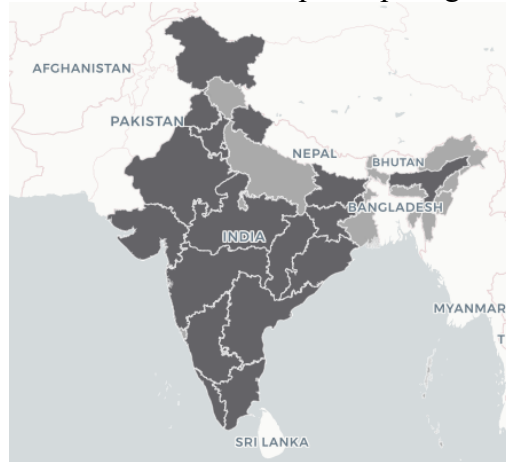 AFGHANISTAN
PAKISTAN
NEPAL
BHUTAN
BANGLADESH
INDIA
MYANMAR
T
SRI LANKA